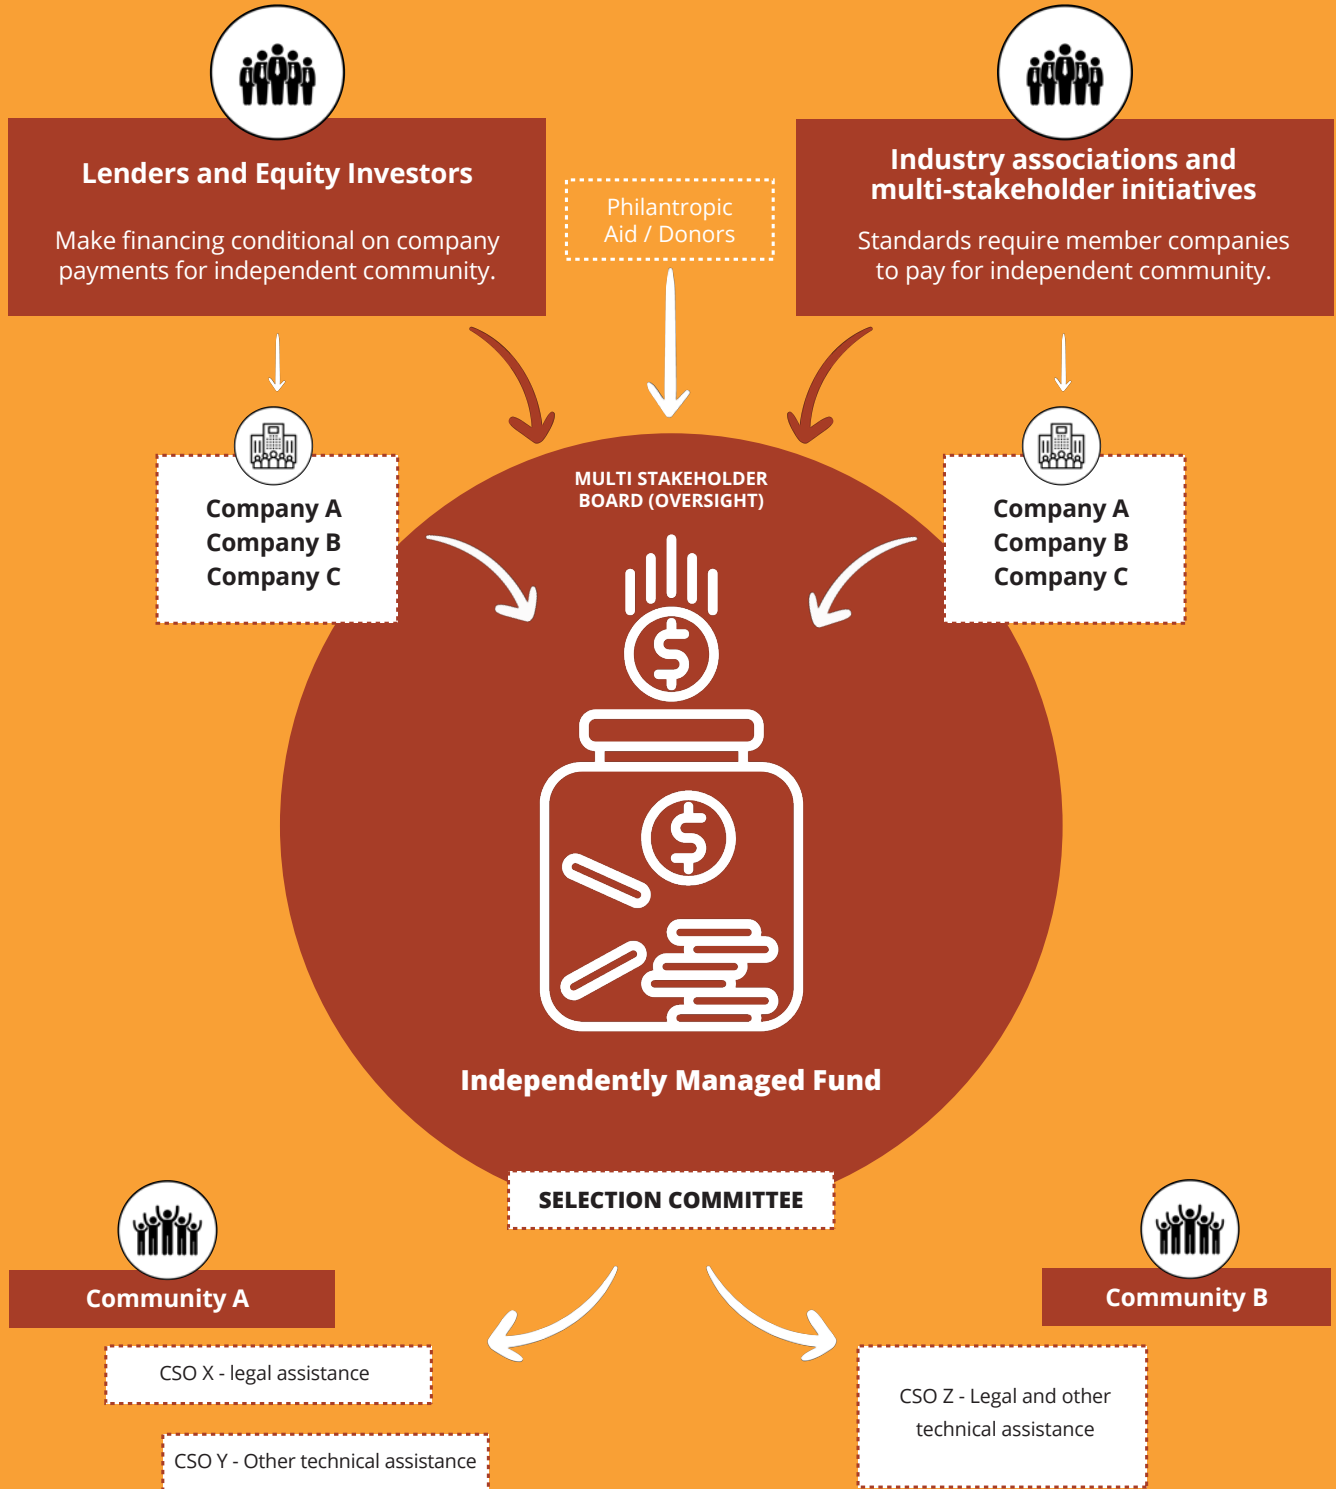 Lenders and Equity Investors
Make financing conditional on company
payments for independent community.
Philantropic
Aid / Donors
Industry associations and
multi-stakeholder initiatives
Standards require member companies
to pay for independent community.
Company A
Company B
Company C
MULTI STAKEHOLDER
BOARD (OVERSIGHT)
Company A
Company B
Company C
$
$
Independently Managed Fund
SELECTION COMMITTEE
Community A
CSO X - legal assistance
CSO Y - Other technical assistance
Community B
CSO Z - Legal and other
technical assistance